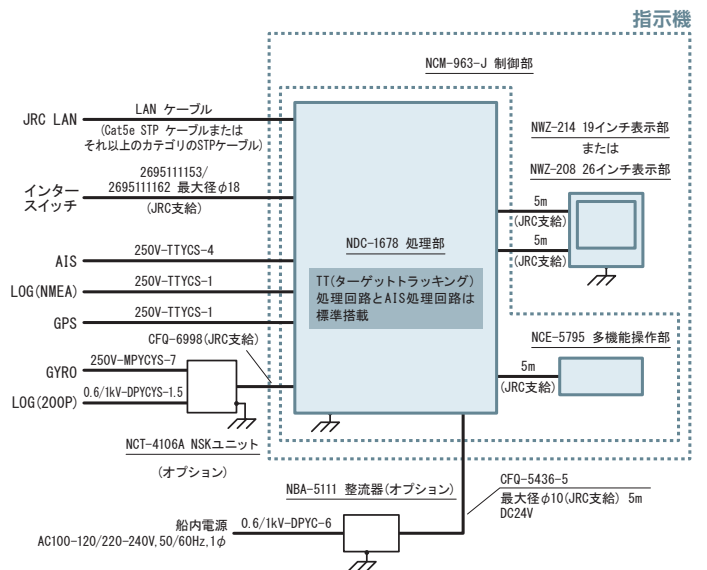 指示機
NCM-963-J 制御部
JRC LAN
LAN ケーブル
(Cat5e STP ケーブルまたは
それ以上のカテゴリのSTPケーブル)
NWZ-214 19インチ表示部
または
NWZ-208 26インチ表示部
インター
スイッチ
2695111153/
2695111162 最大径φ18
(JRC支給)
5m
(JRC支給)
5m
(JRC支給)
NDC-1678 処理部
TT(ターゲットトラッキング)
処理回路とAIS処理回路は
標準搭載
AIS
250V-TTYCS-4
LOG(NMEA)
250V-TTYCS-1
GPS
250V-TTYCS-1
CFQ-6998(JRC支給)
NCE-5795 多機能操作部
5m
(JRC支給)
GYRO
250V-MPYCYS-7
LOG(200P)
0.6/1kV-DPYCYS-1.5
NCT-4106A NSKユニット
(オプション)
NBA-5111 整流器(オプション)
CFQ-5436-5
最大径φ10(JRC支給) 5m
DC24V
船内電源
AC100-120/220-240V,50/60Hz,1φ
0.6/1kV-DPYC-6